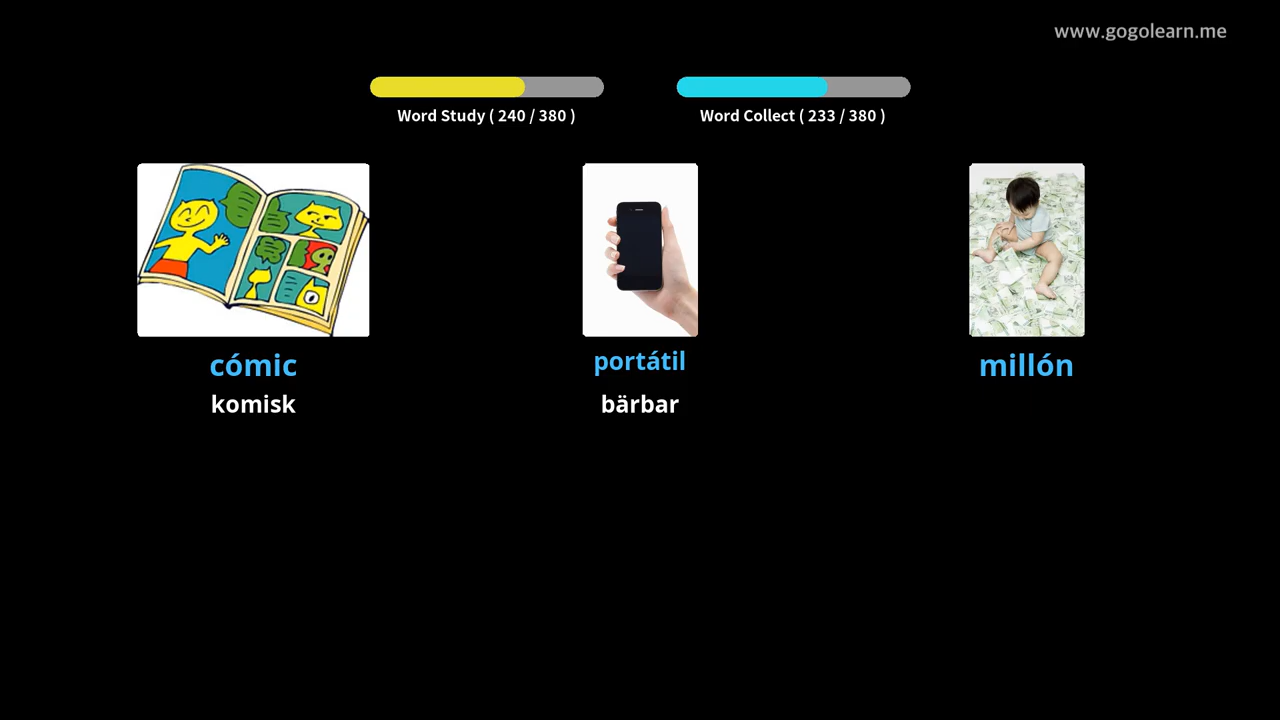 www.gogolearn.me
Word Study ( 240 / 380 )
Word Collect ( 233 / 380 )
cómic
portátil
millón
komisk
bärbar